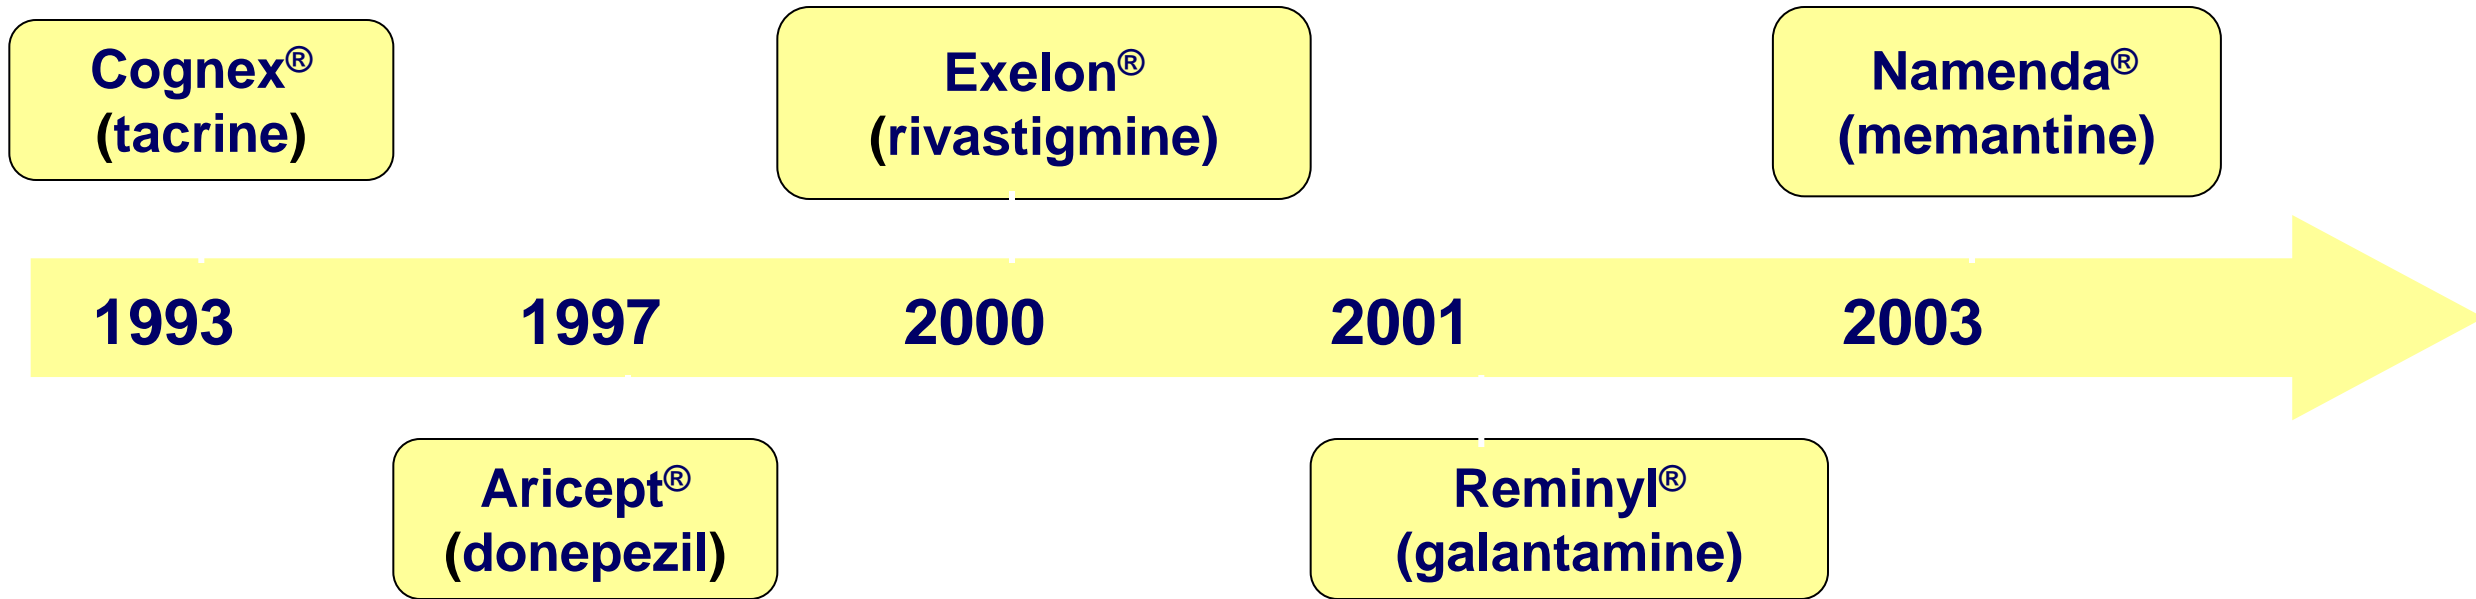 Cognex®
(tacrine)
Exelon®
(rivastigmine)
Namenda®
(memantine)
1993 1997 2000 2001 2003
Aricept®
(donepezil)
Reminyl®
(galantamine)